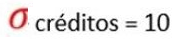 σ créditos = 10